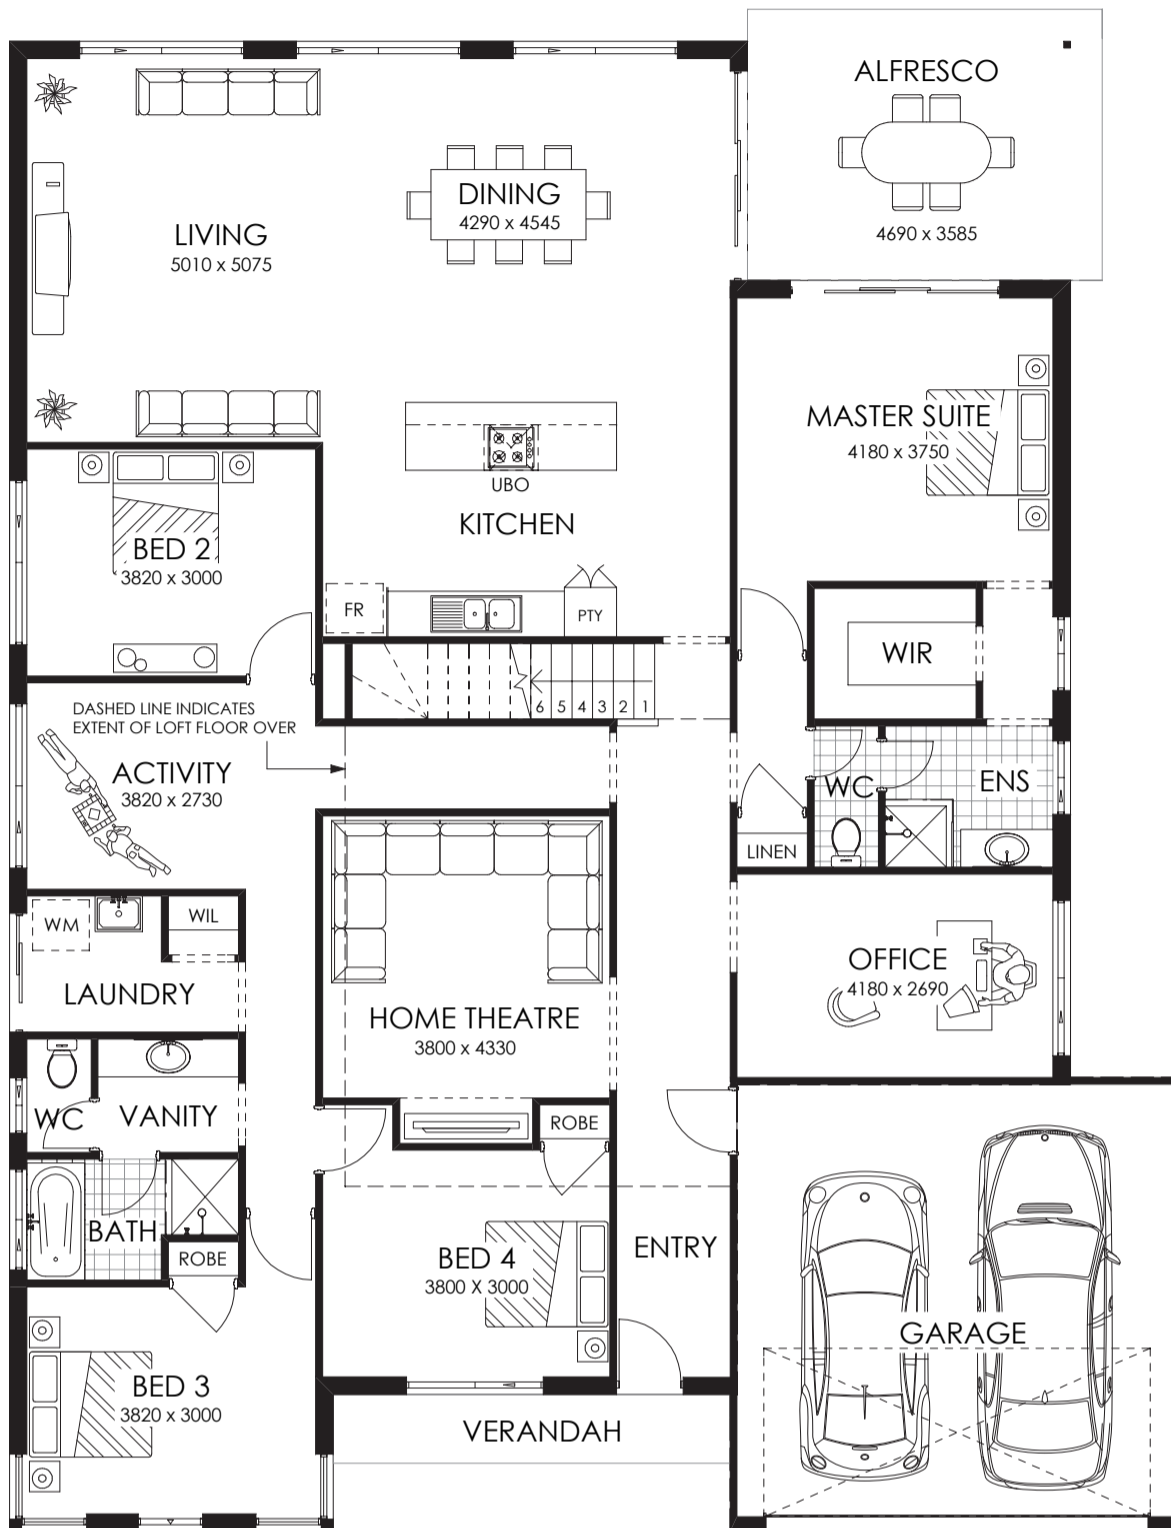 ALFRESCO
4690 x 3585
DINING
4290 x 4545
LIVING
5010 x 5075
MASTER SUITE
4180 x 3750
UBO
KITCHEN
BED 2
3820 x 3000
FR
PTY
WIR
6 5 4 3 2 1
DASHED LINE INDICATES
EXTENT OF LOFT FLOOR OVER
ACTIVITY
3820 x 2730
WC
ENS
LINEN
WM
WIL
LAUNDRY
OFFICE
4180 x 2690
HOME THEATRE
3800 x 4330
WC
VANITY
ROBE
BATH
ROBE
BED 4
3800 X 3000
ENTRY
GARAGE
BED 3
3820 x 3000
VERANDAH